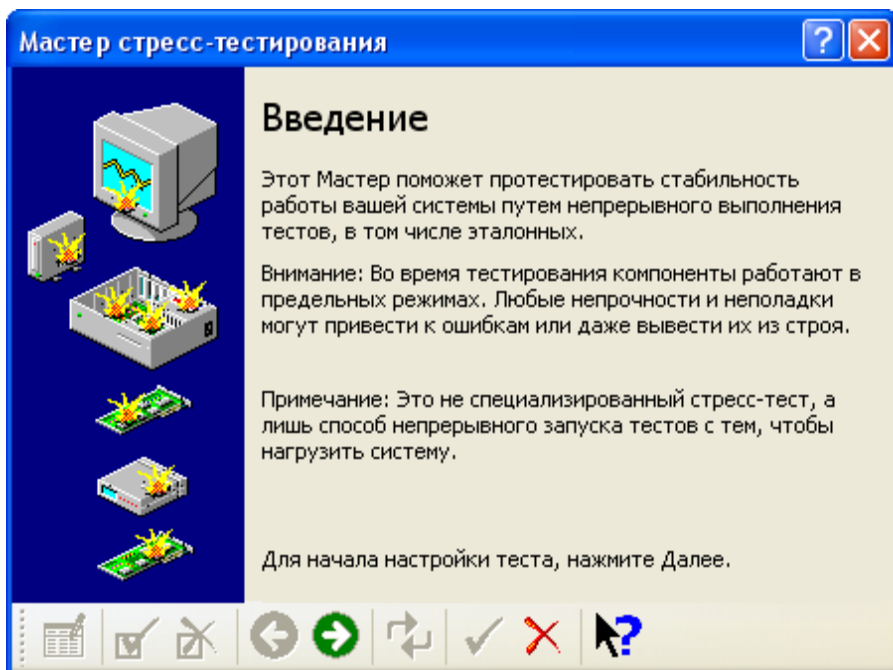 Мастер стресс-тестирования
Введение
Этот Мастер поможет протестировать стабильность
работы вашей системы путем непрерывного выполнения
тестов, в том числе эталонных.
Внимание: Во время тестирования компоненты работают в
предельных режимах. Любые непрочности и неполадки
могут привести к ошибкам или даже вывести их из строя.
Примечание: Это не специализированный стресс-тест, а
лишь способ непрерывного запуска тестов с тем, чтобы
нагрузить систему.
Для начала настройки теста, нажмите Далее.